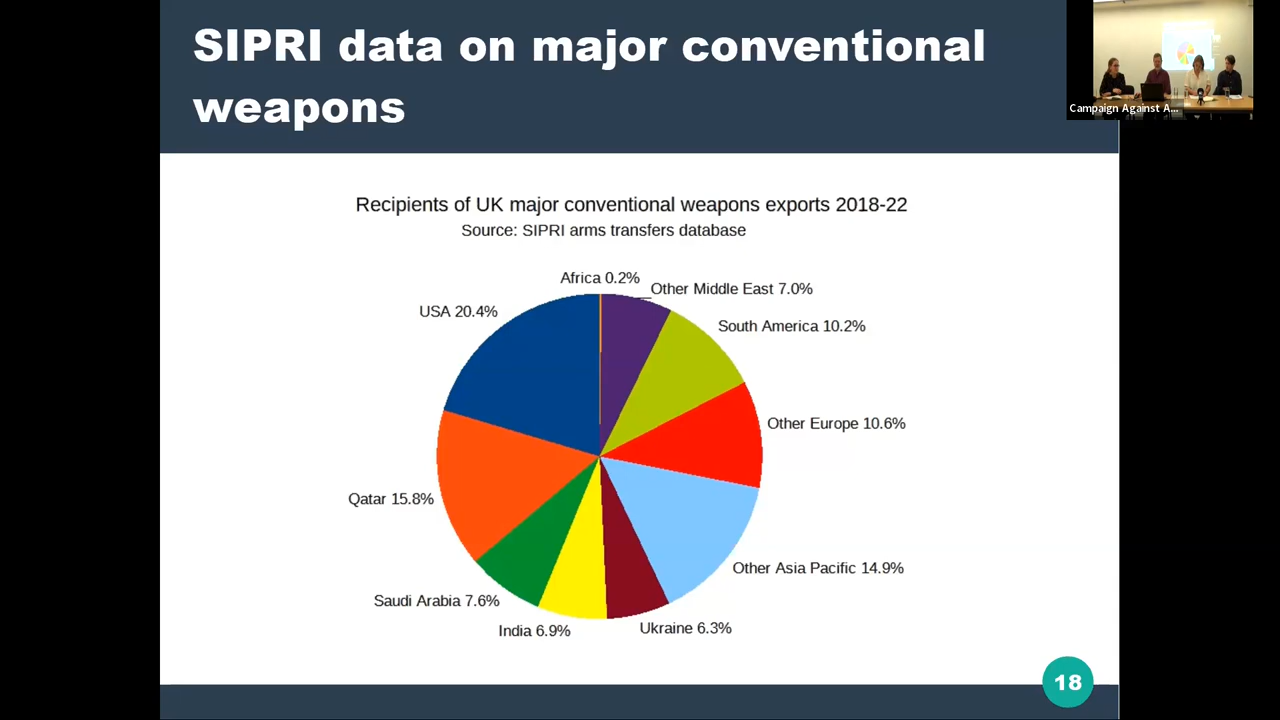 SIPRI data on major conventional
weapons
Campaign Against A...
Recipients of UK major conventional weapons exports 2018-22
Source: SIPRI arms transfers database
Africa 0.2%
Other Middle East 7.0%
USA 20.4%
South America 10.2%
Other Europe 10.6%
Qatar 15.8%
Other Asia Pacific 14.9%
Saudi Arabia 7.6%
India 6.9%
Ukraine 6.3%
18